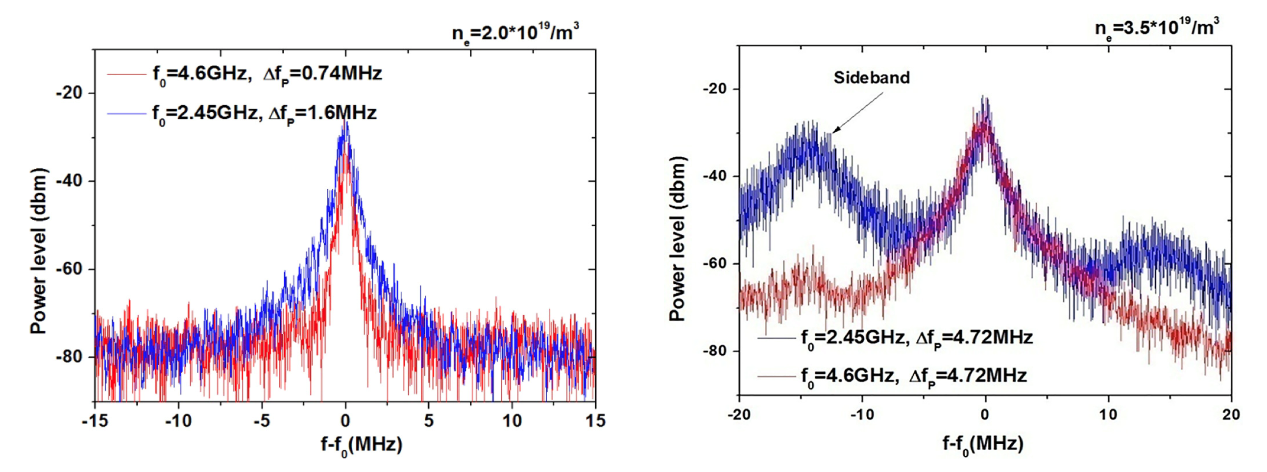 n_e=2.0*10^19/m^3
f_0=4.6GHz, Δf_P=0.74MHz
f_0=2.45GHz, Δf_P=1.6MHz
-20
-40
-60
-80
Power level (dbm)
-15 -10 -5 0 5 10 15
f-f_0(MHz)
n_e=3.5*10^19/m^3
Sideband
-20
-40
-60
-80
Power level (dbm)
f_0=2.45GHz, Δf_P=4.72MHz
f_0=4.6GHz, Δf_P=4.72MHz
-20 -10 0 10 20
f-f_0(MHz)